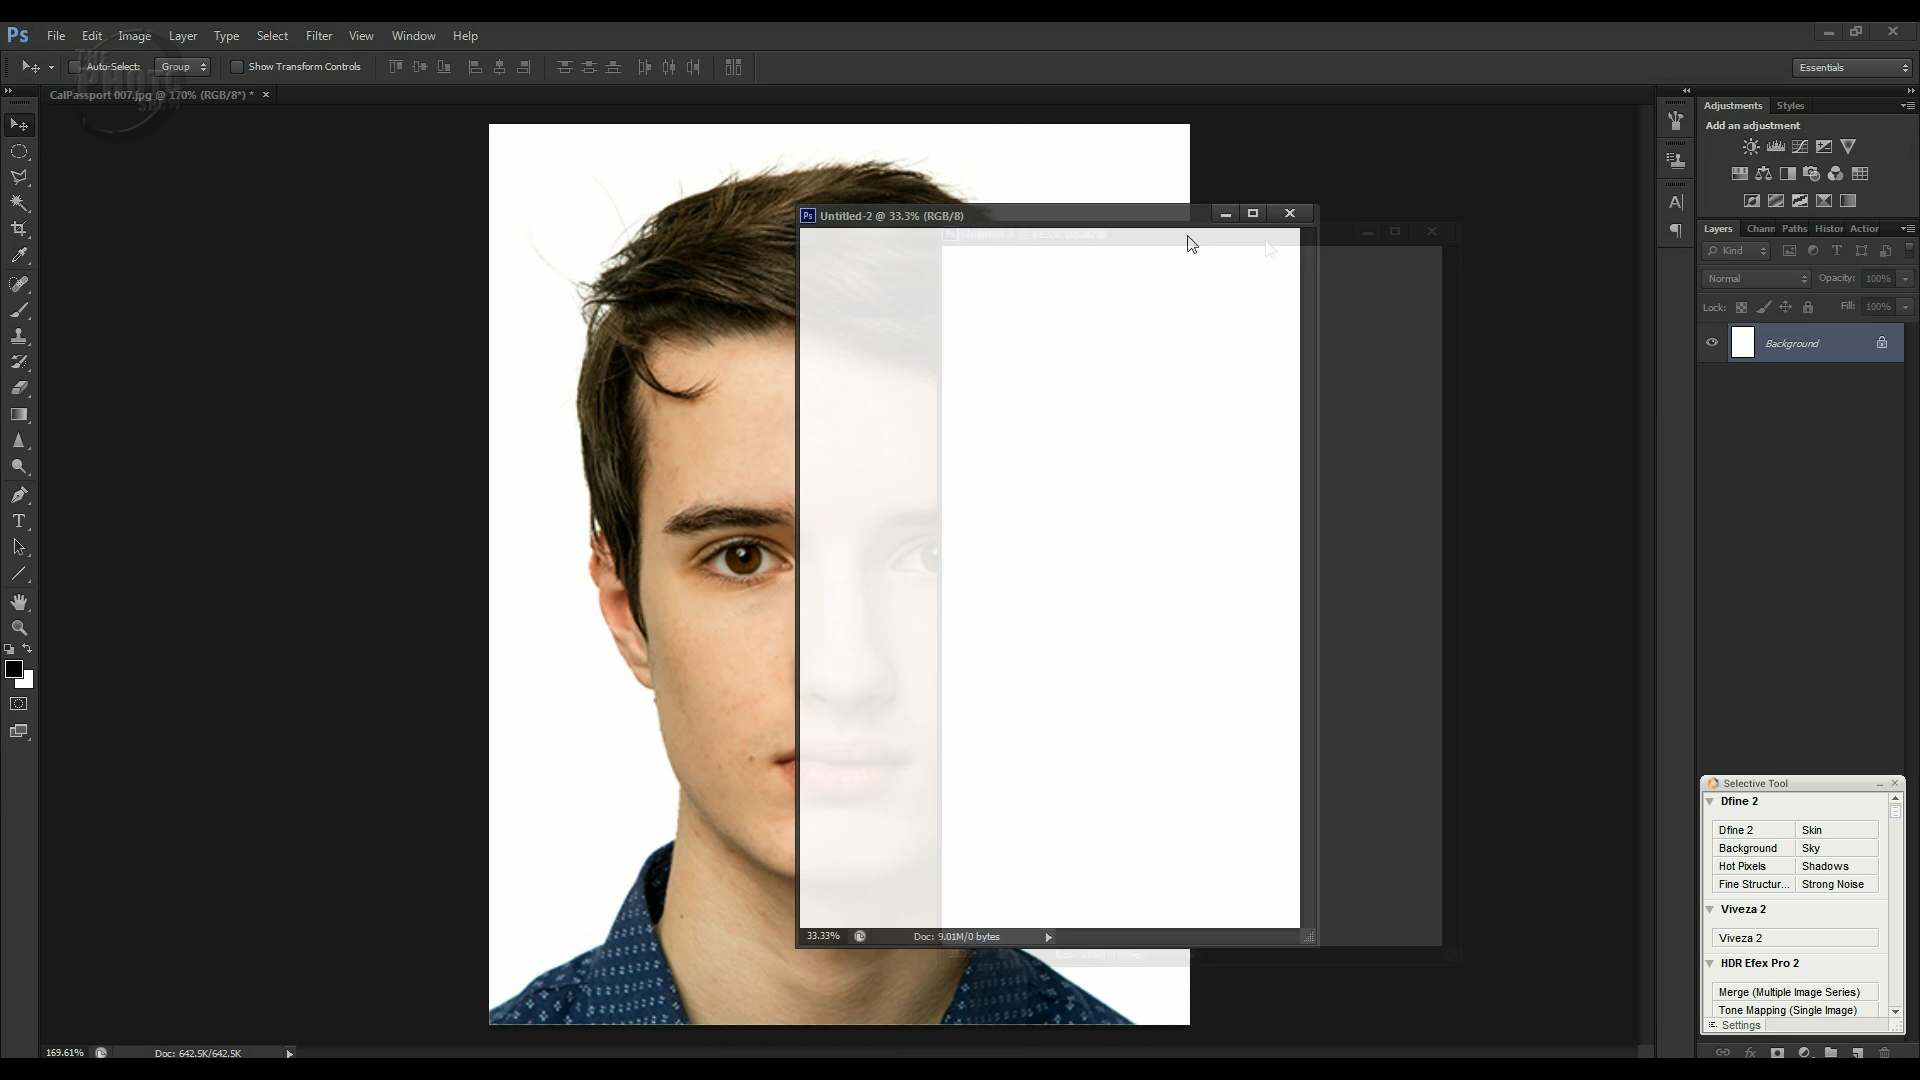 Ps File Edit Image Layer Type Select Filter View Window Help
Auto-Select: Group Show Transform Controls
Essentials
THE PHOTO SHOW
CalPassport 007.jpg @ 170% (RGB/8*) * ×
Adjustments Styles
Add an adjustment
Ps Untitled-2 @ 33.3% (RGB/8)
Layers Chann Paths Histor Action
Kind
Normal Opacity: 100%
Lock: Fill: 100%
Background
Selective Tool
Dfine 2
Dfine 2 Skin
Background Sky
Hot Pixels Shadows
Fine Structur... Strong Noise
Viveza 2
Viveza 2
HDR Efex Pro 2
Merge (Multiple Image Series)
Tone Mapping (Single Image)
Settings
33.33% Doc: 9.01M/0 bytes
169.61% Doc: 642.5K/642.5K